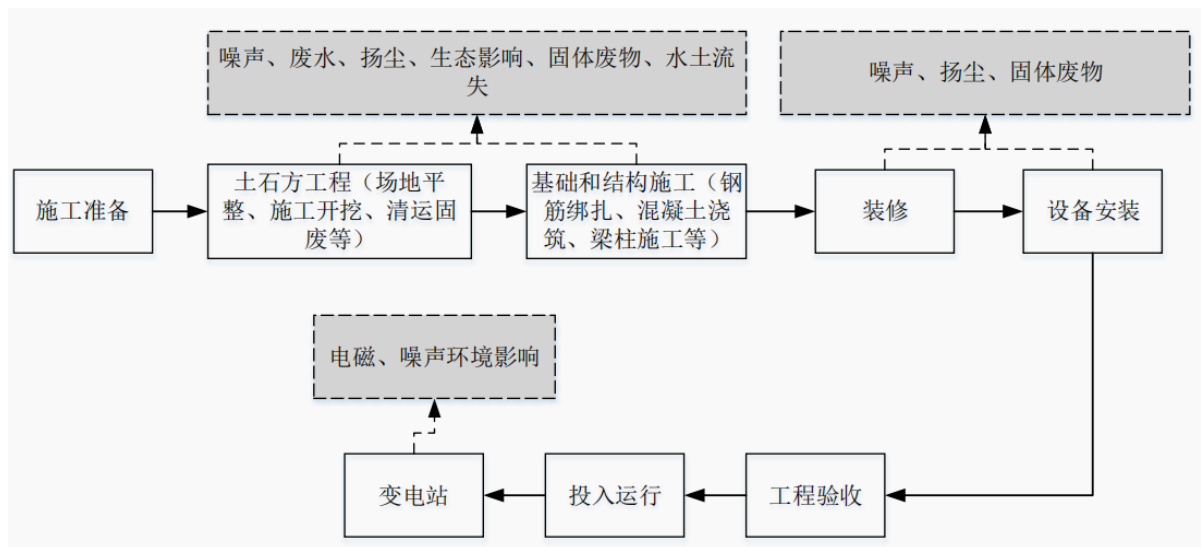 噪声、废水、扬尘、生态影响、固体废物、水土流
失
噪声、扬尘、固体废物
施工准备
土石方工程（场地平
整、施工开挖、清运固
废等）
基础和结构施工（钢
筋绑扎、混凝土浇
筑、梁柱施工等）
装修
设备安装
电磁、噪声环境影响
变电站
投入运行
工程验收